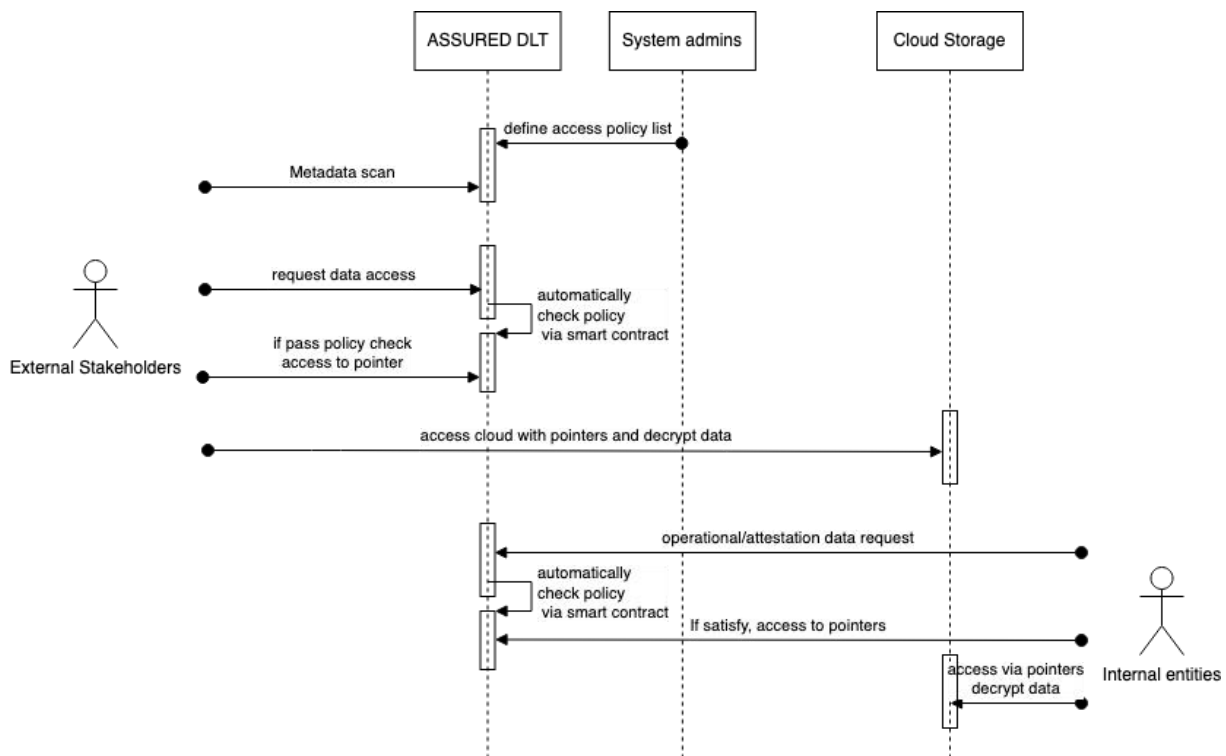 ASSURED DLT
System admins
Cloud Storage
define access policy list
Metadata scan
request data access
automatically
check policy
via smart contract
External Stakeholders
if pass policy check
access to pointer
access cloud with pointers and decrypt data
operational/attestation data request
automatically
check policy
via smart contract
If satisfy, access to pointers
Internal entities
access via pointers
decrypt data